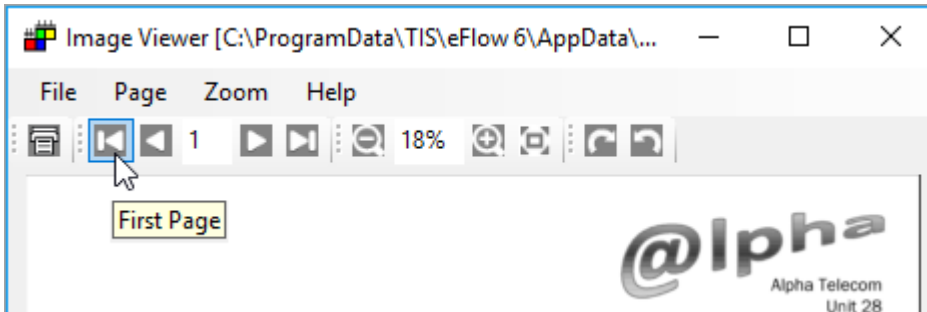 Image Viewer [C:\ProgramData\TIS\eFlow 6\AppData\...
File Page Zoom Help
1 18%
First Page
@lpha
Alpha Telecom
Unit 28